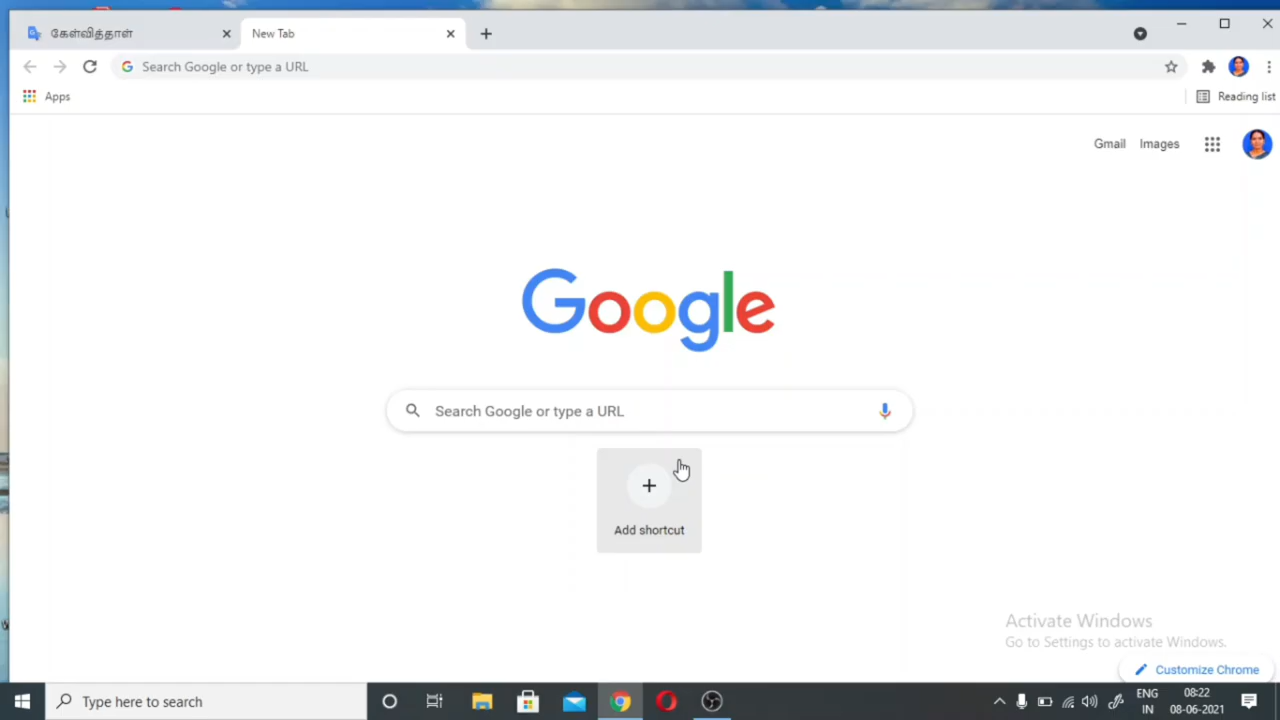 கேள்வித்தாள்
New Tab
Search Google or type a URL
Apps
Reading list
Gmail
Images
Google
Search Google or type a URL
Add shortcut
Activate Windows
Go to Settings to activate Windows.
Customize Chrome
Type here to search
ENG
IN
08:22
08-06-2021